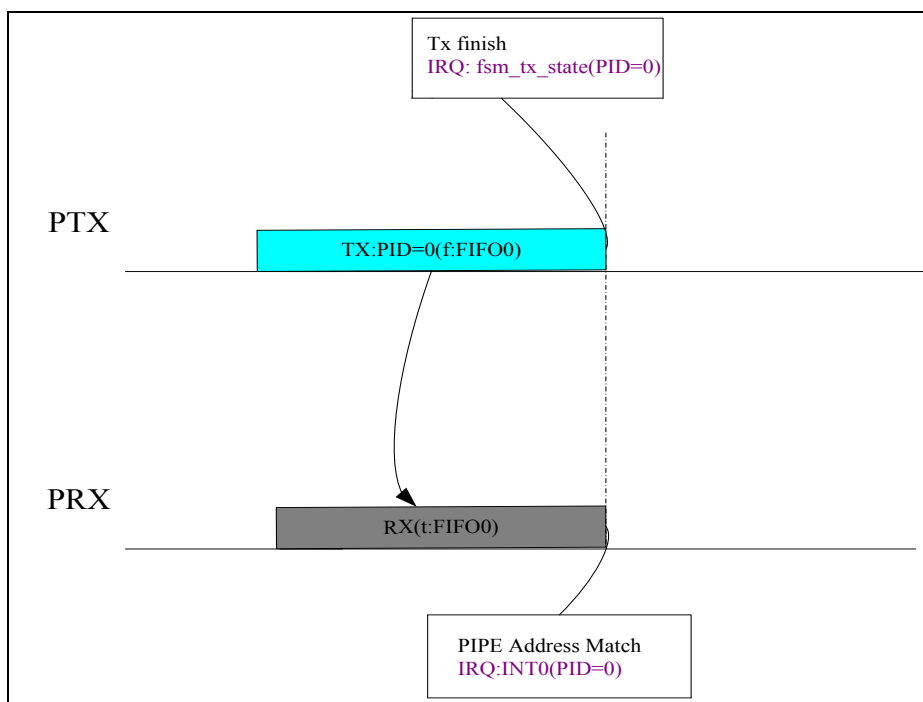 Tx finish
IRQ: fsm_tx_state(PID=0)
PTX
TX:PID=0(f:FIFO0)
PRX
RX(t:FIFO0)
PIPE Address Match
IRQ:INT0(PID=0)